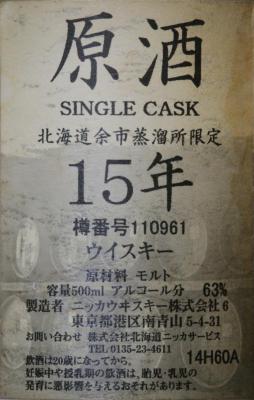 原酒
SINGLE CASK
北海道余市蒸溜所限定
15年
樽番号110961
ウイスキー
原材料 モルト
容量500ml アルコール分 63%
製造者 ニッカウヰスキー株式会社6
東京都港区南青山5-4-31
お問い合わせ 株式会社北海道ニッカサービス
TEL 0135-23-4611
14H60A
飲酒は20歳になってから。
妊娠中や授乳期の飲酒は、胎児・乳児の
発育に悪影響を与えるおそれがあります。